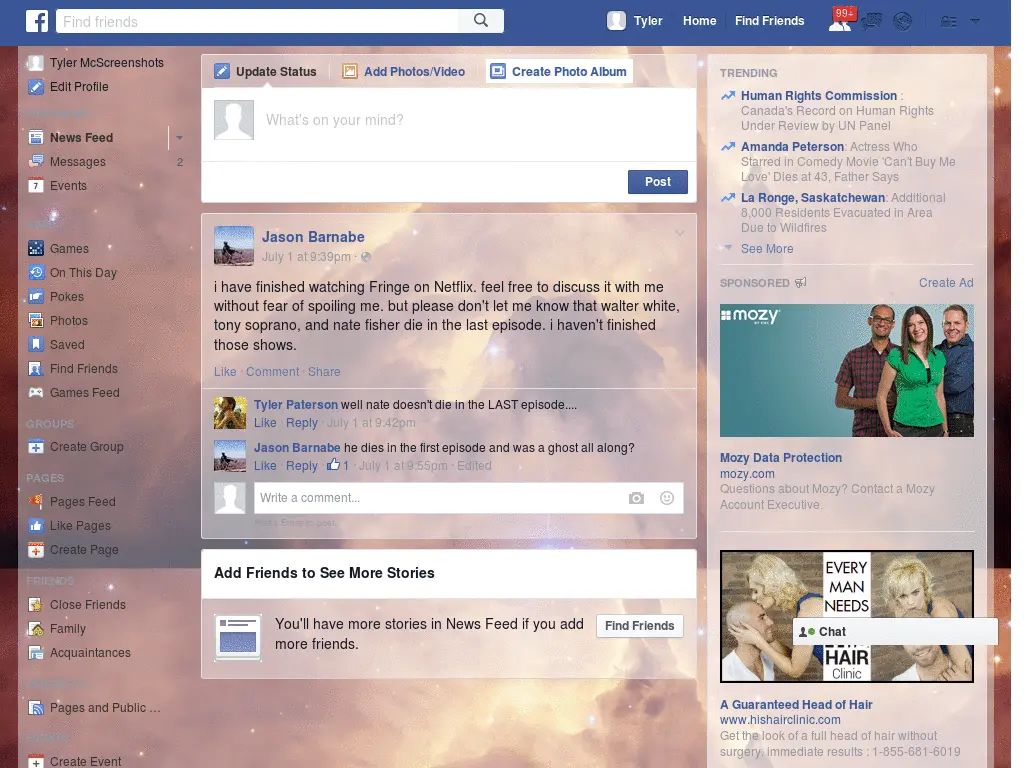 Find friends
Tyler
Home
Find Friends
99+
Tyler McScreenshots
Edit Profile
News Feed
Messages 2
Events
Games
On This Day
Pokes
Photos
Saved
Find Friends
Games Feed
GROUPS
Create Group
PAGES
Pages Feed
Like Pages
Create Page
FRIENDS
Close Friends
Family
Acquaintances
Pages and Public ...
EVENTS
Create Event
Update Status
Add Photos/Video
Create Photo Album
What's on your mind?
Post
Jason Barnabe
July 1 at 9:39pm ·
i have finished watching Fringe on Netflix. feel free to discuss it with me
without fear of spoiling me. but please don't let me know that walter white,
tony soprano, and nate fisher die in the last episode. i haven't finished
those shows.
Like · Comment · Share
Tyler Paterson well nate doesn't die in the LAST episode....
Like · Reply · July 1 at 9:42pm
Jason Barnabe he dies in the first episode and was a ghost all along?
Like · Reply · 1 · July 1 at 9:55pm · Edited
Write a comment...
Press Enter to post.
Add Friends to See More Stories
You'll have more stories in News Feed if you add
more friends.
Find Friends
TRENDING
Human Rights Commission :
Canada's Record on Human Rights
Under Review by UN Panel
Amanda Peterson: Actress Who
Starred in Comedy Movie 'Can't Buy Me
Love' Dies at 43, Father Says
La Ronge, Saskatchewan: Additional
8,000 Residents Evacuated in Area
Due to Wildfires
See More
SPONSORED
Create Ad
mozy
Mozy Data Protection
mozy.com
Questions about Mozy? Contact a Mozy
Account Executive.
EVERY
MAN
NEEDS
Chat
HAIR
Clinic
A Guaranteed Head of Hair
www.hishairclinic.com
Get the look of a full head of hair without
surgery. immediate results : 1-855-681-6019